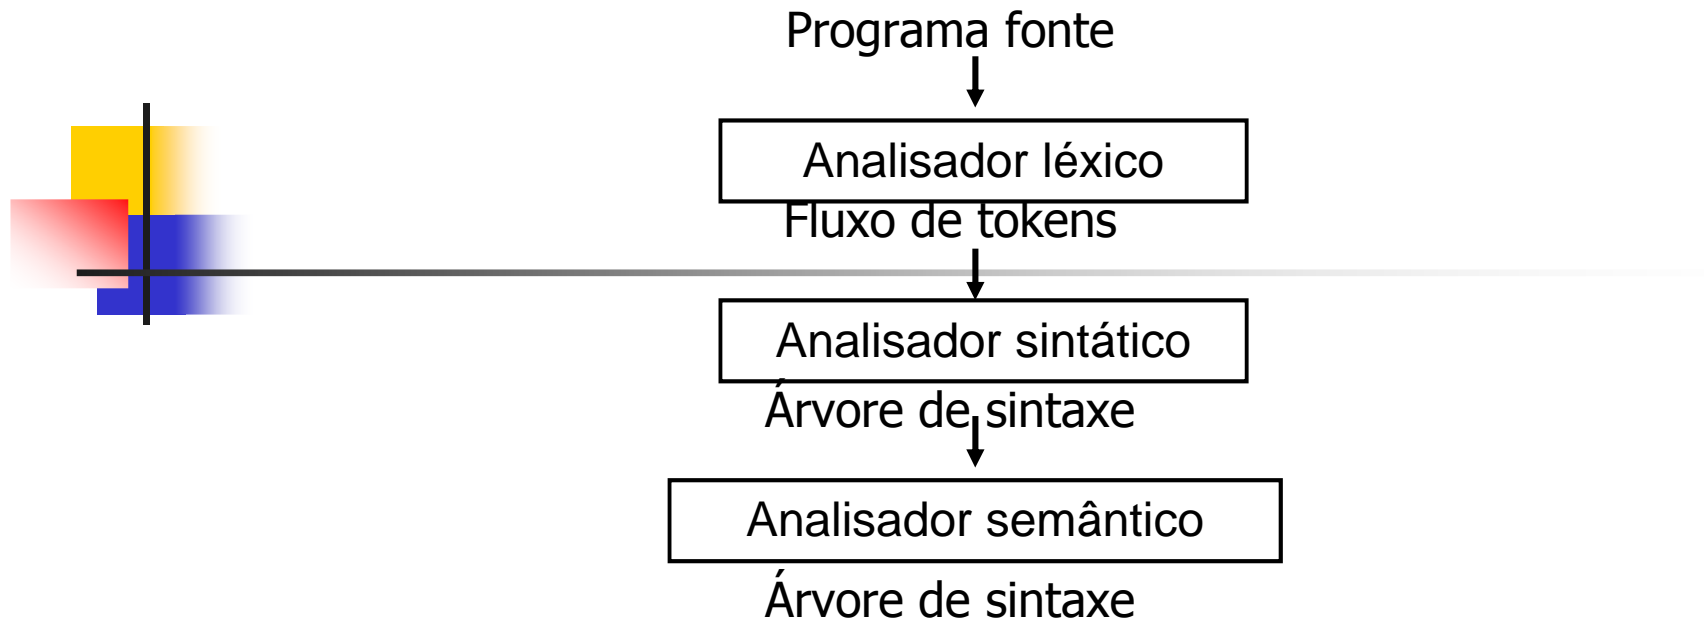 Programa fonte
Analisador léxico
Fluxo de tokens
Analisador sintático
Árvore de sintaxe
Analisador semântico
Árvore de sintaxe